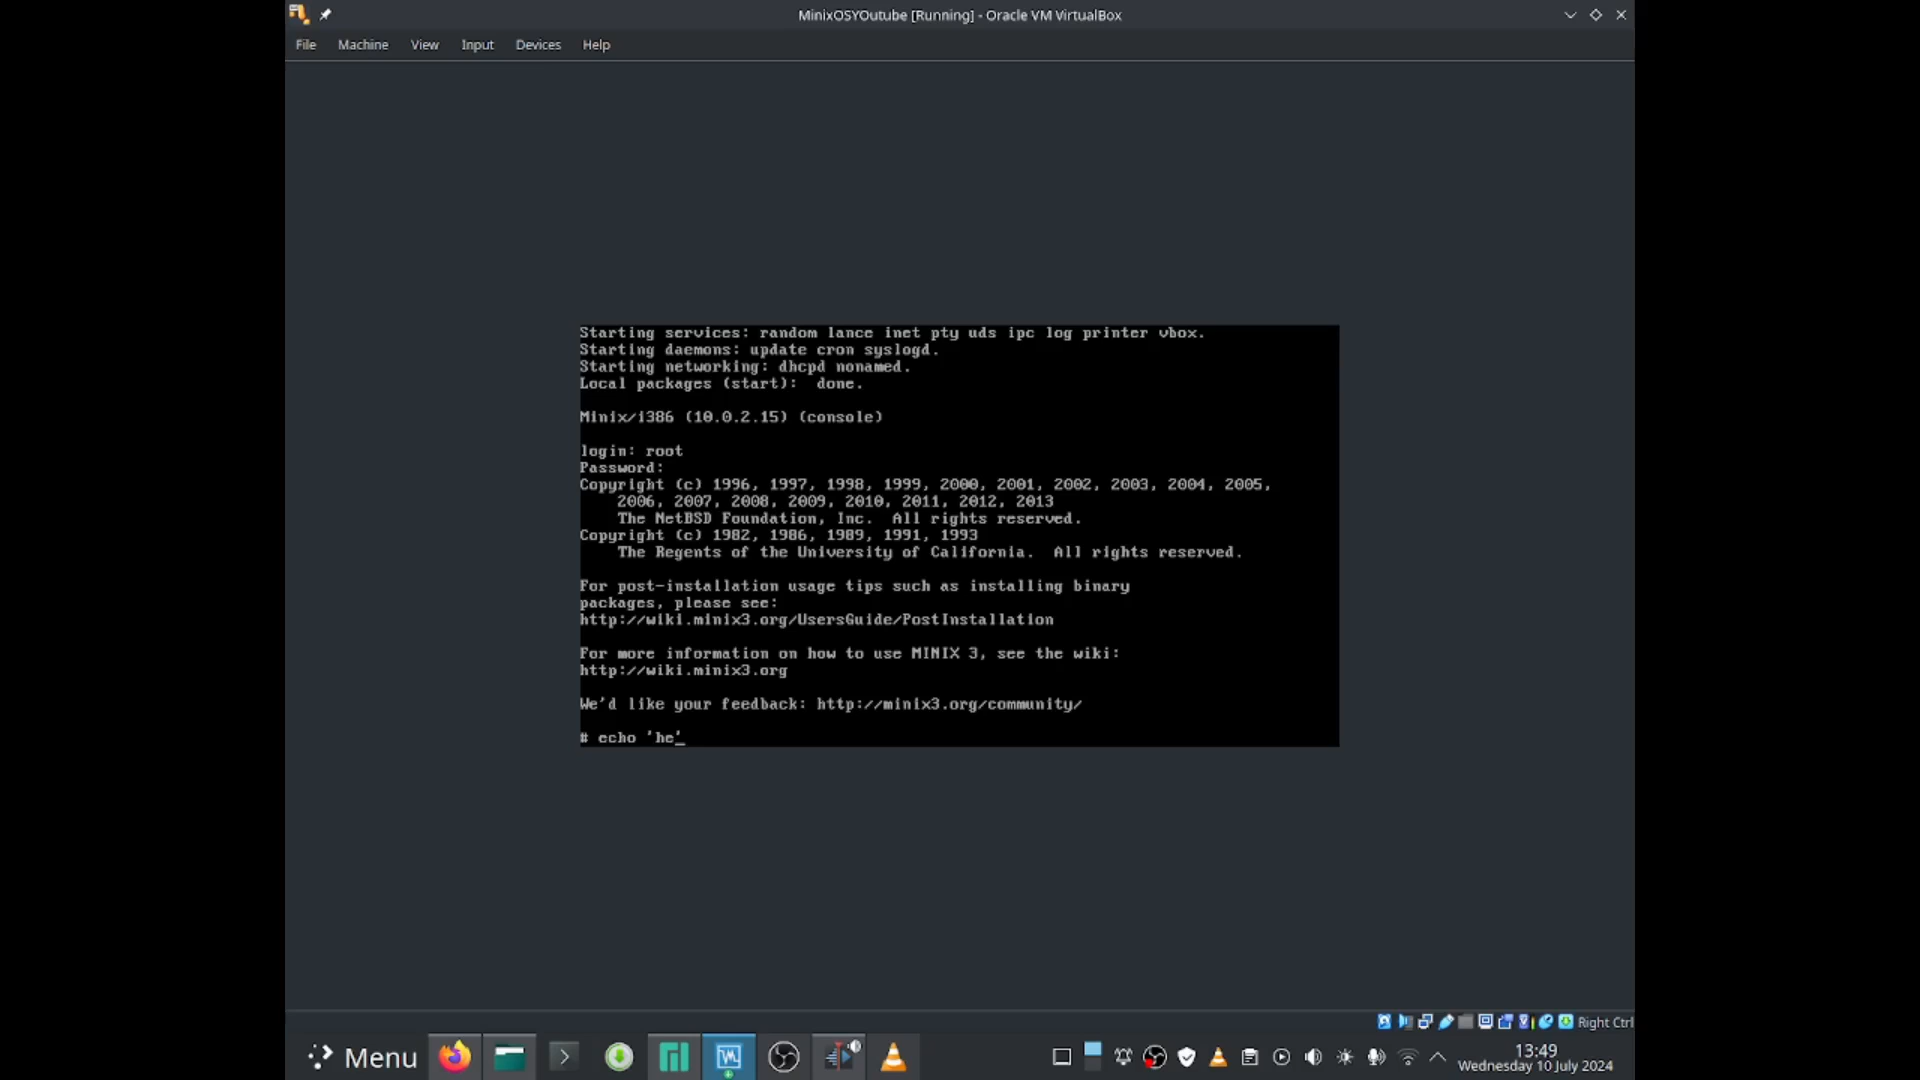 MinixOSYOutube [Running] - Oracle VM VirtualBox
File Machine View Input Devices Help
Starting services: random lance inet pty uds ipc log printer vbox.
Starting daemons: update cron syslogd.
Starting networking: dhcpd nonamed.
Local packages (start):  done.
Minix/i386 (10.0.2.15) (console)
login: root
Password:
Copyright (c) 1996, 1997, 1998, 1999, 2000, 2001, 2002, 2003, 2004, 2005,
2006, 2007, 2008, 2009, 2010, 2011, 2012, 2013
The NetBSD Foundation, Inc.  All rights reserved.
Copyright (c) 1982, 1986, 1989, 1991, 1993
The Regents of the University of California.  All rights reserved.
For post-installation usage tips such as installing binary
packages, please see:
http://wiki.minix3.org/UsersGuide/PostInstallation
For more information on how to use MINIX 3, see the wiki:
http://wiki.minix3.org
We'd like your feedback: http://minix3.org/community/
# echo 'he'_
Right Ctrl
Menu
13:49
Wednesday 10 July 2024